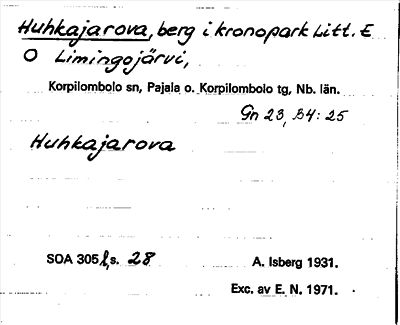 Huhkajarova, berg i kronopark Litt. E
O Limingojärvi,
Korpilombolo sn, Pajala o. Korpilombolo tg, Nb. län.
Gn 23, 34: 25
Huhkajarova
SOA 305 l, s. 28 A. Isberg 1931.
Exc. av E. N. 1971.